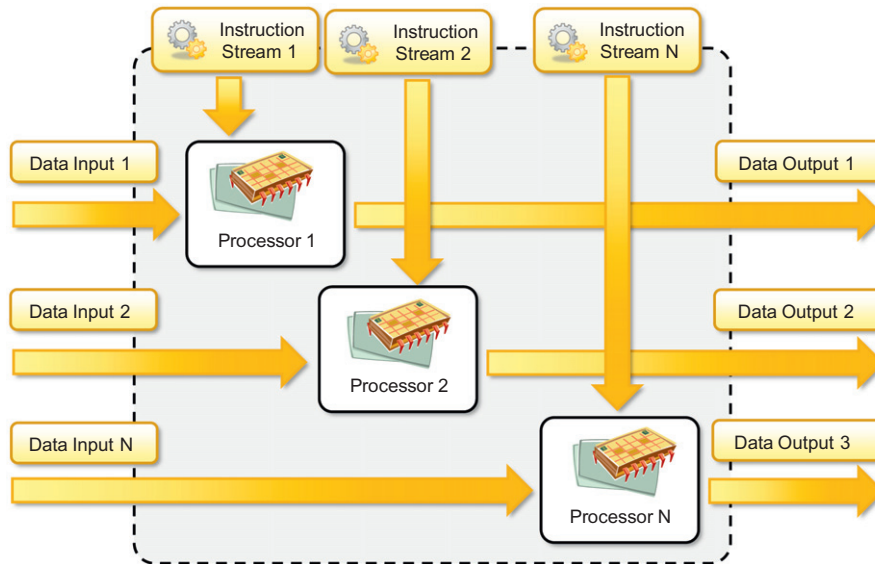 Instruction
Stream 1
Instruction
Stream 2
Instruction
Stream N
Data Input 1
Data Output 1
Processor 1
Data Input 2
Data Output 2
Processor 2
Data Input N
Data Output 3
Processor N